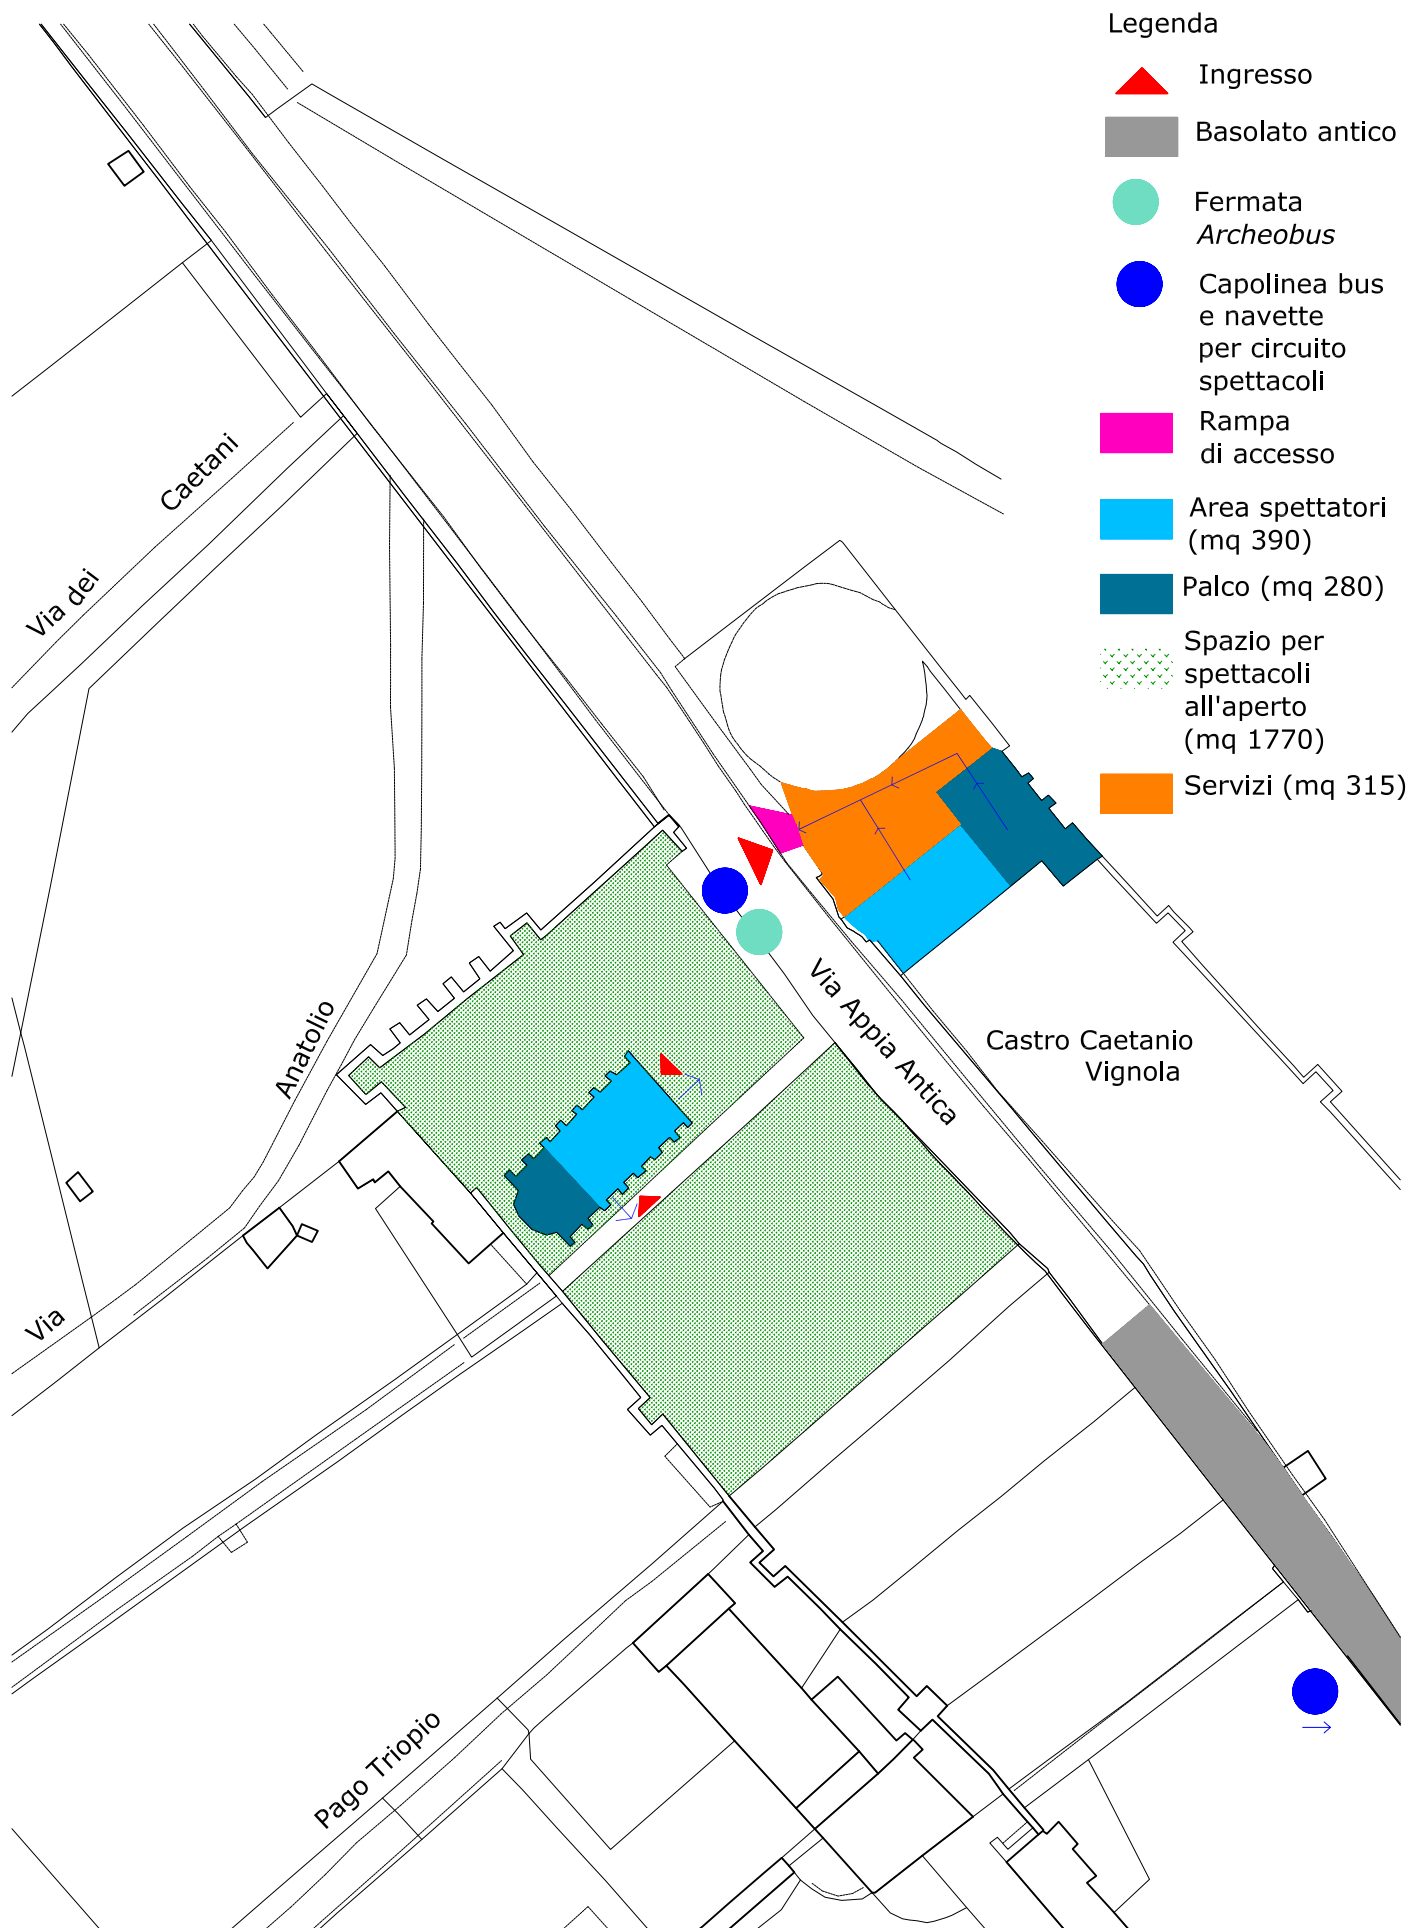 Legenda
Ingresso
Basolato antico
Fermata
Archeobus
Capolinea bus
e navette
per circuito
spettacoli
Rampa
di accesso
Area spettatori
(mq 390)
Palco (mq 280)
Spazio per
spettacoli
all'aperto
(mq 1770)
Servizi (mq 315)
Via dei Caetani
Via Appia Antica
Castro Caetanio
Vignola
Via Anatolio
Pago Triopio